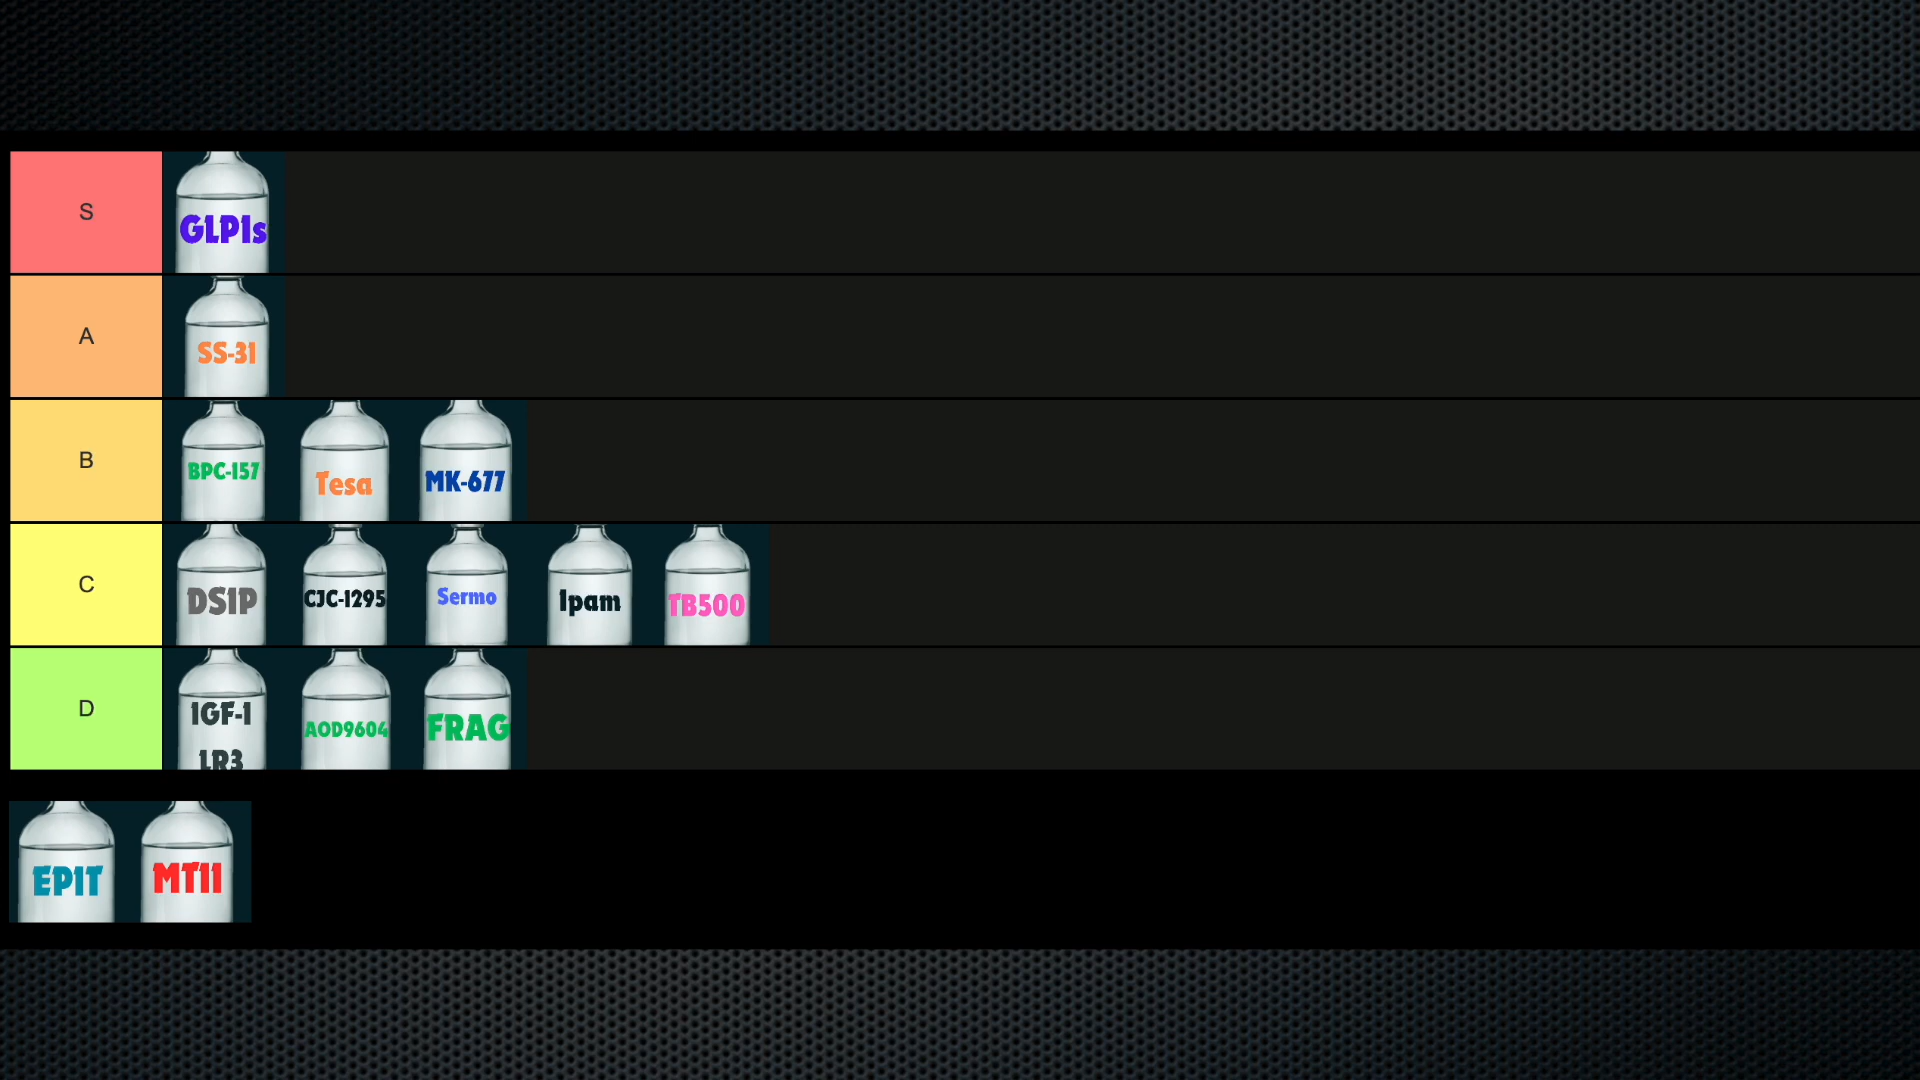 S
GLP1s
A
SS-31
B
BPC-157
Tesa
MK-677
C
DSIP
CJC-1295
Sermo
Ipam
TB500
D
IGF-1
LR3
AOD9604
FRAG
EPIT
MTII